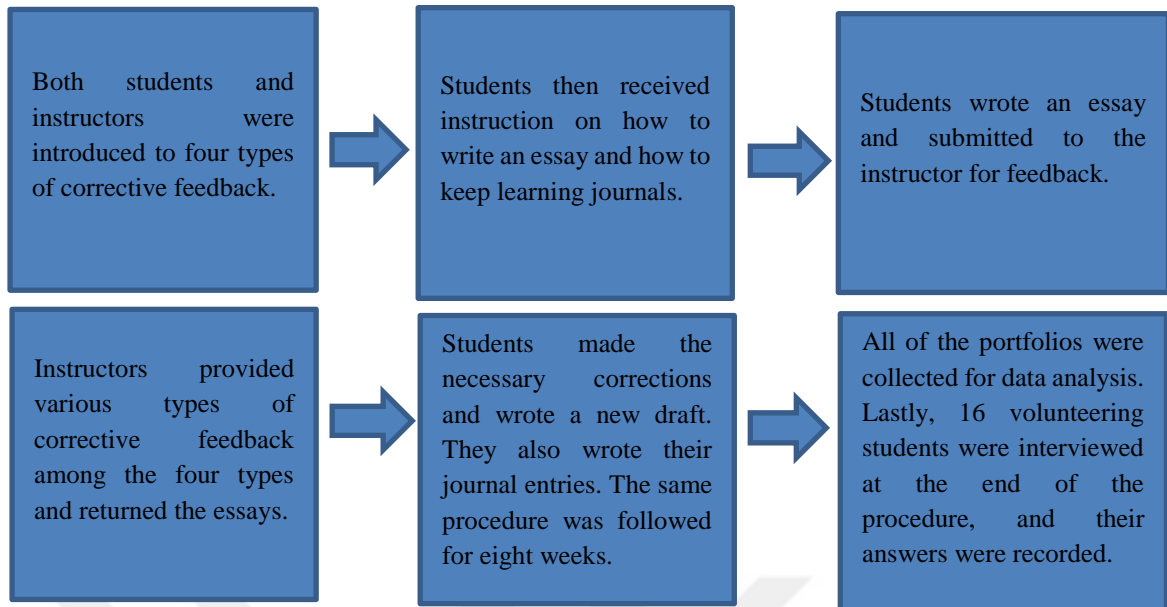 Both students and
instructors were
introduced to four types
of corrective feedback.
Students then received
instruction on how to
write an essay and how to
keep learning journals.
Students wrote an essay
and submitted to the
instructor for feedback.
Instructors provided
various types of
corrective feedback
among the four types
and returned the essays.
Students made the
necessary corrections
and wrote a new draft.
They also wrote their
journal entries. The same
procedure was followed
for eight weeks.
All of the portfolios were
collected for data analysis.
Lastly, 16 volunteering
students were interviewed
at the end of the
procedure, and their
answers were recorded.